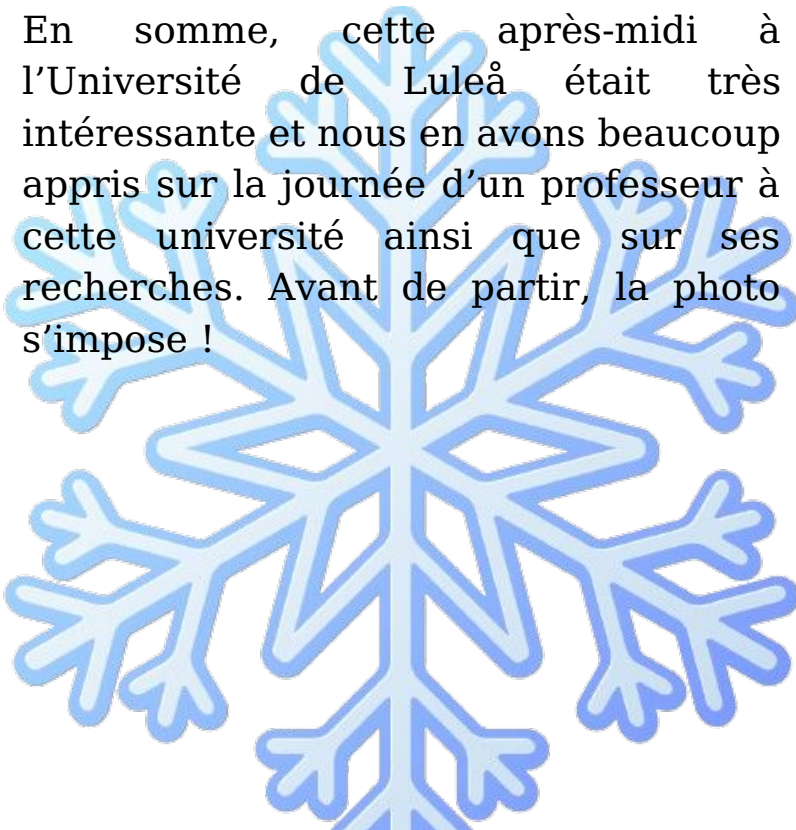 En somme, cette après-midi à
l’Université de Luleå était très
intéressante et nous en avons beaucoup
appris sur la journée d’un professeur à
cette université ainsi que sur ses
recherches. Avant de partir, la photo
s’impose !